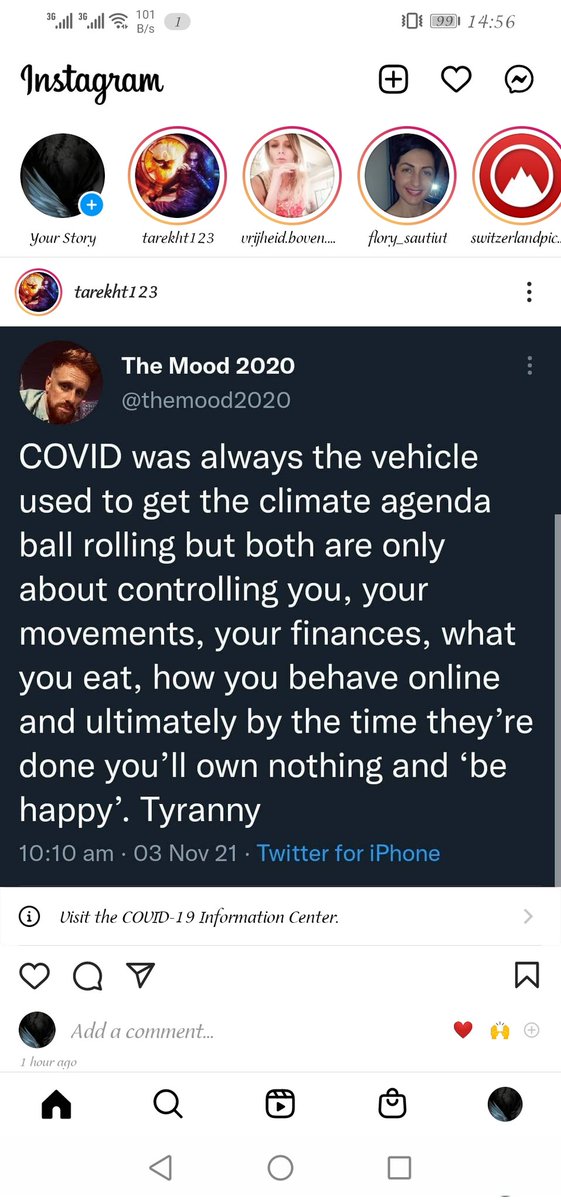 3G 3G 101 B/s 1 99 14:56
Instagram
Your Story tarekht123 vrijheid.boven.... flory_sautiut switzerlandpic..
tarekht123
The Mood 2020
@themood2020
COVID was always the vehicle
used to get the climate agenda
ball rolling but both are only
about controlling you, your
movements, your finances, what
you eat, how you behave online
and ultimately by the time they’re
done you’ll own nothing and ‘be
happy’. Tyranny
10:10 am · 03 Nov 21 · Twitter for iPhone
Visit the COVID-19 Information Center.
Add a comment...
1 hour ago